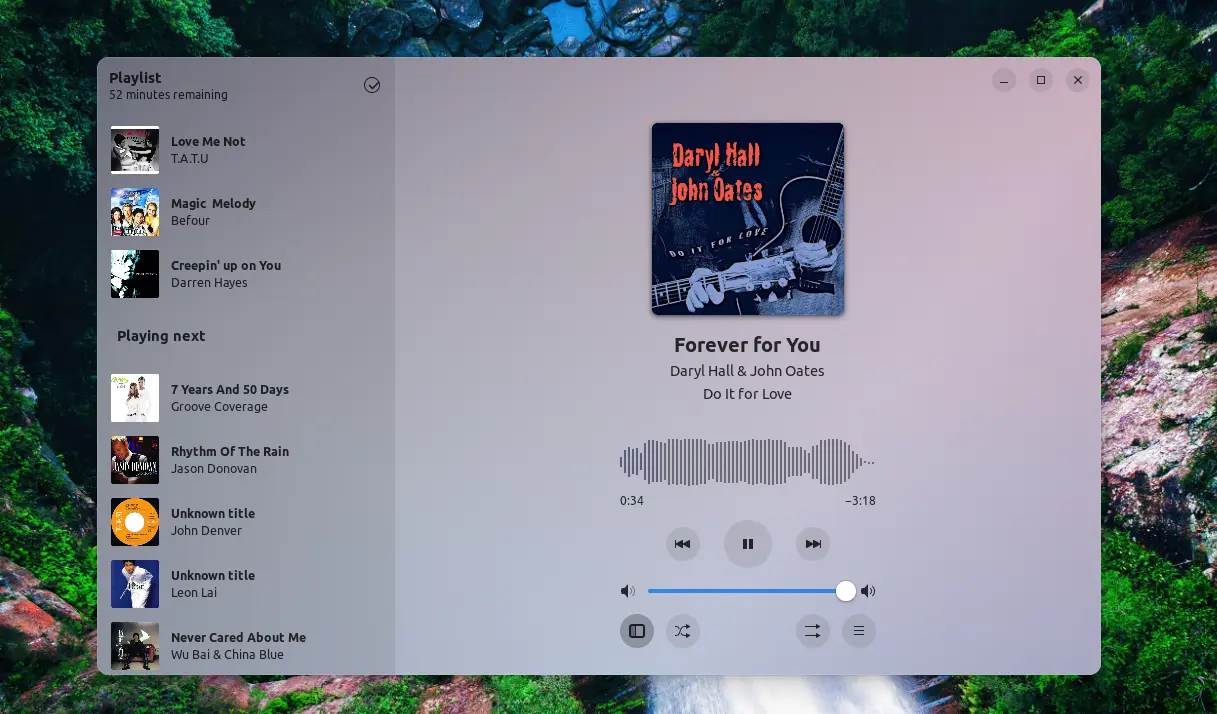 Playlist
52 minutes remaining
Love Me Not
T.A.T.U
Magic Melody
Befour
Creepin' up on You
Darren Hayes
Playing next
7 Years And 50 Days
Groove Coverage
Rhythm Of The Rain
Jason Donovan
Unknown title
John Denver
Unknown title
Leon Lai
Never Cared About Me
Wu Bai & China Blue
Daryl Hall
&
John Oates
DO IT FOR LOVE
Forever for You
Daryl Hall & John Oates
Do It for Love
0:34
−3:18
JASON DONOVAN